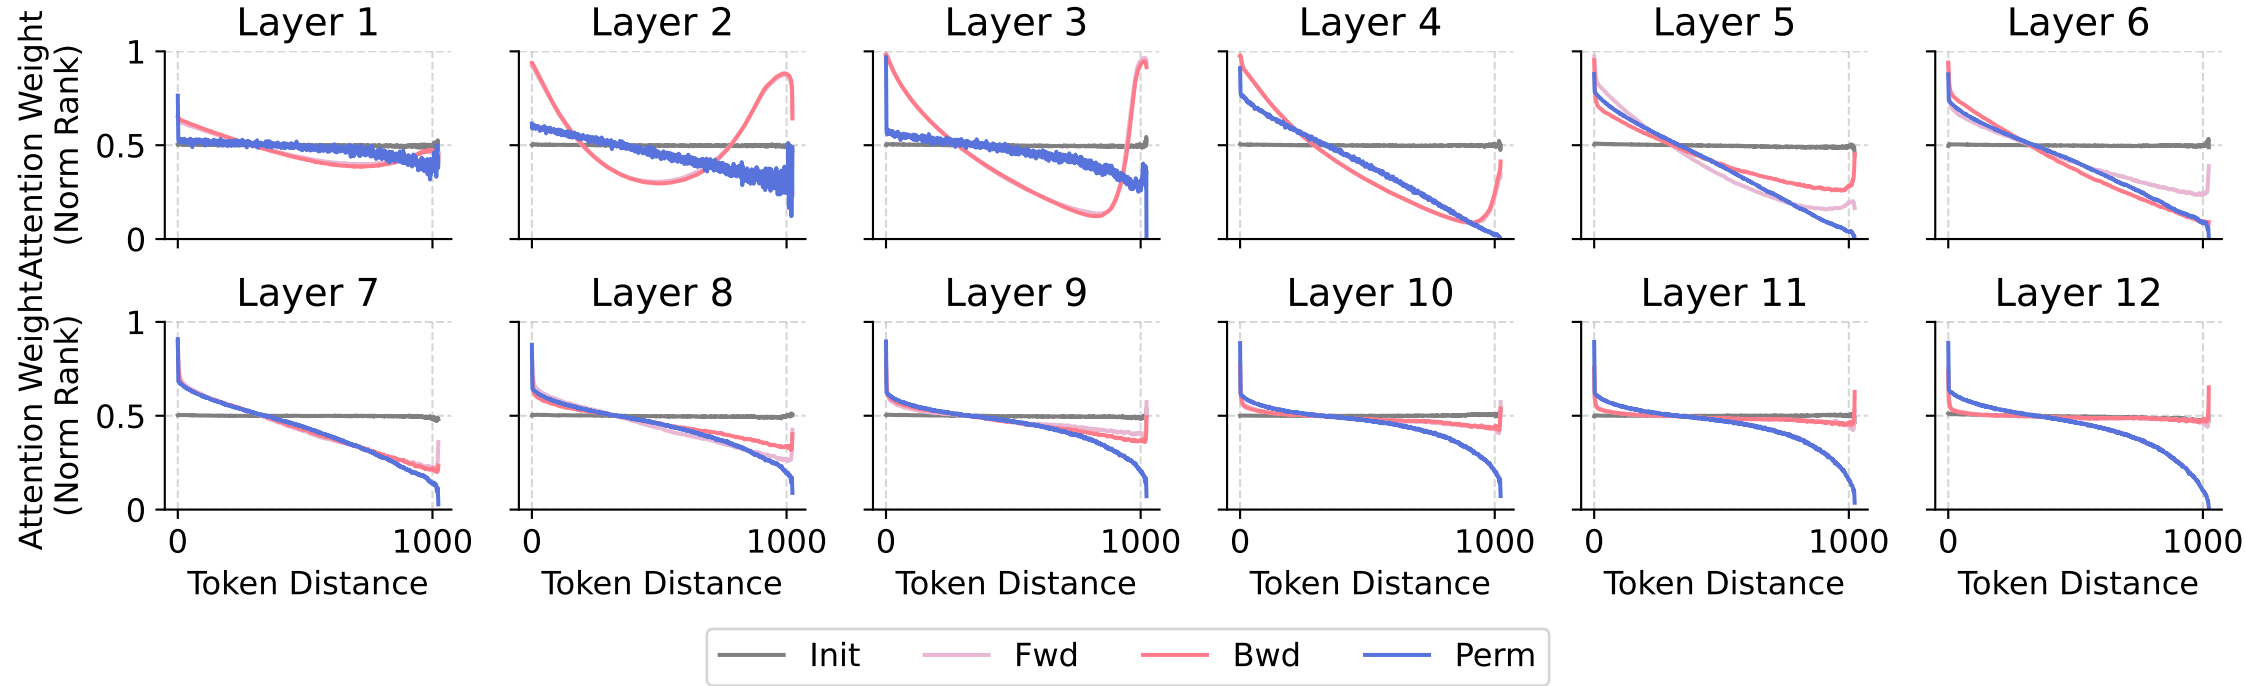 Layer 1 Layer 2 Layer 3 Layer 4 Layer 5 Layer 6
Attention Weight
(Norm Rank)
1
0.5
0
Layer 7 Layer 8 Layer 9 Layer 10 Layer 11 Layer 12
Attention Weight
(Norm Rank)
1
0.5
0
0 1000 0 1000 0 1000 0 1000 0 1000 0 1000
Token Distance Token Distance Token Distance Token Distance Token Distance Token Distance
Init Fwd Bwd Perm